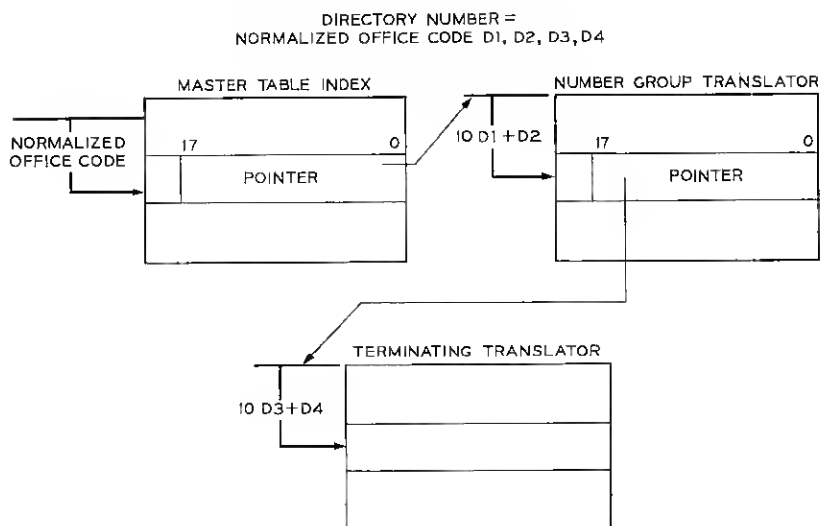 DIRECTORY NUMBER =
NORMALIZED OFFICE CODE D1, D2, D3, D4
MASTER TABLE INDEX
NUMBER GROUP TRANSLATOR
NORMALIZED
OFFICE CODE
17 0
POINTER
10 D1+D2
17 0
POINTER
TERMINATING TRANSLATOR
10 D3+D4